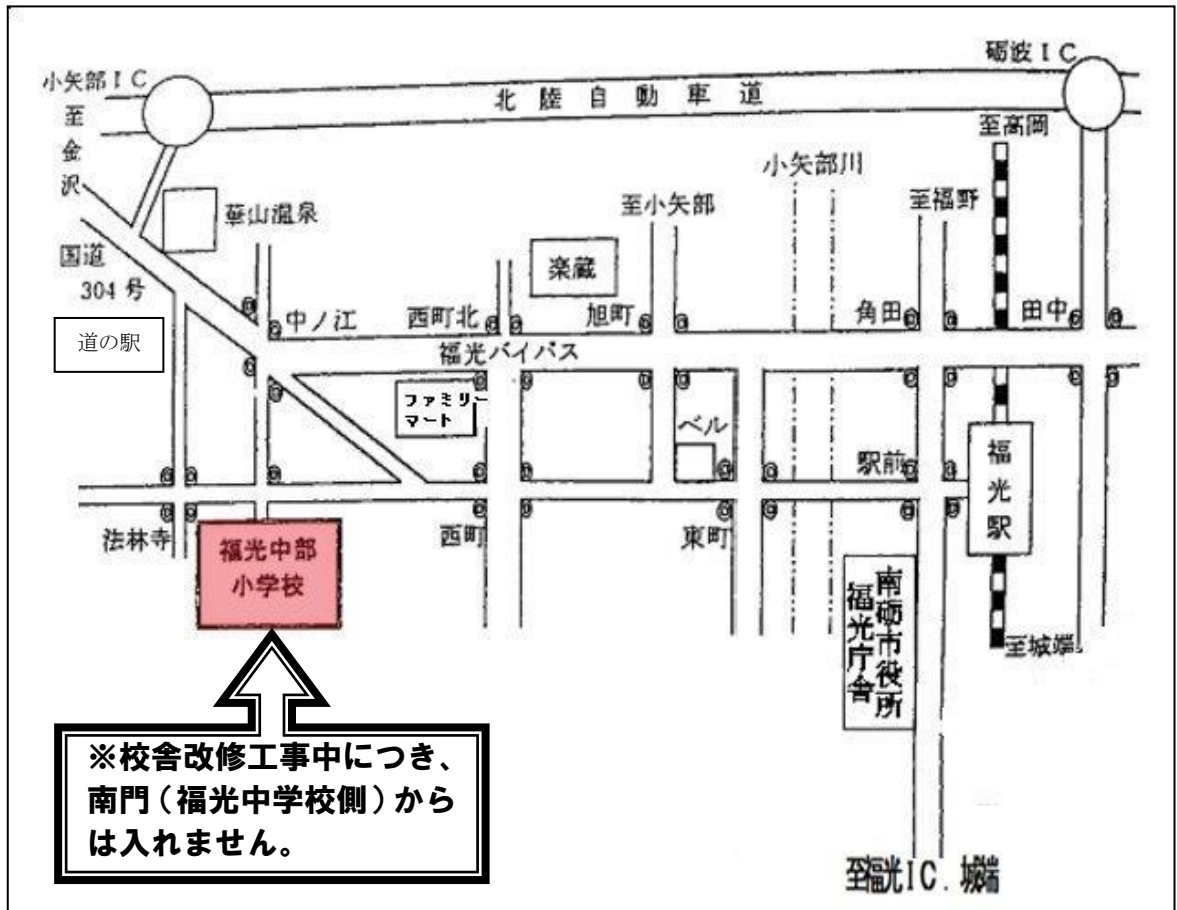 砺波ＩＣ
小矢部ＩＣ
北陸自動車道
至金沢
至高岡
小矢部川
至小矢部
至福野
華山温泉
国道
304号
楽蔵
道の駅
中ノ江
西町北
旭町
角田
田中
福光バイパス
ファミリー
マート
ベル
駅前
福光駅
法林寺
西町
東町
福光中部
小学校
南砺市役所
福光庁舎
至城端
※校舎改修工事中につき、
南門（福光中学校側）から
は入れません。
至福光IC．城端